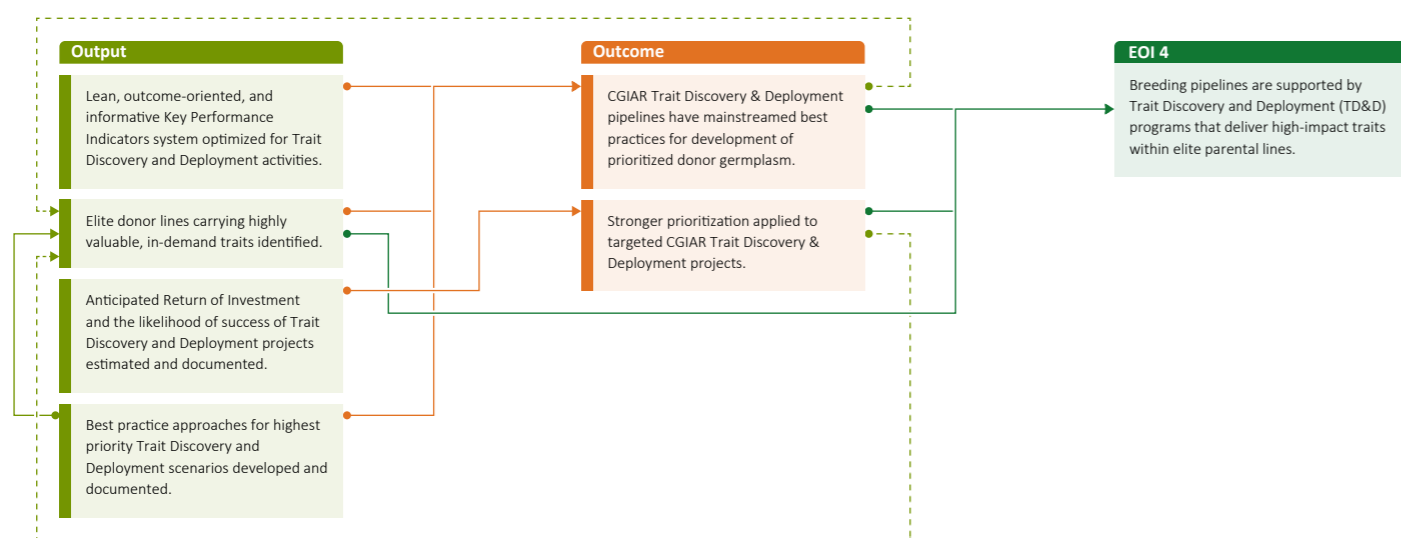 Output
Lean, outcome-oriented, and
informative Key Performance
Indicators system optimized for Trait
Discovery and Deployment activities.
Elite donor lines carrying highly
valuable, in-demand traits identified.
Anticipated Return of Investment
and the likelihood of success of Trait
Discovery and Deployment projects
estimated and documented.
Best practice approaches for highest
priority Trait Discovery and
Deployment scenarios developed and
documented.
Outcome
CGIAR Trait Discovery & Deployment
pipelines have mainstreamed best
practices for development of
prioritized donor germplasm.
Stronger prioritization applied to
targeted CGIAR Trait Discovery &
Deployment projects.
EOI 4
Breeding pipelines are supported by
Trait Discovery and Deployment (TD&D)
programs that deliver high-impact traits
within elite parental lines.